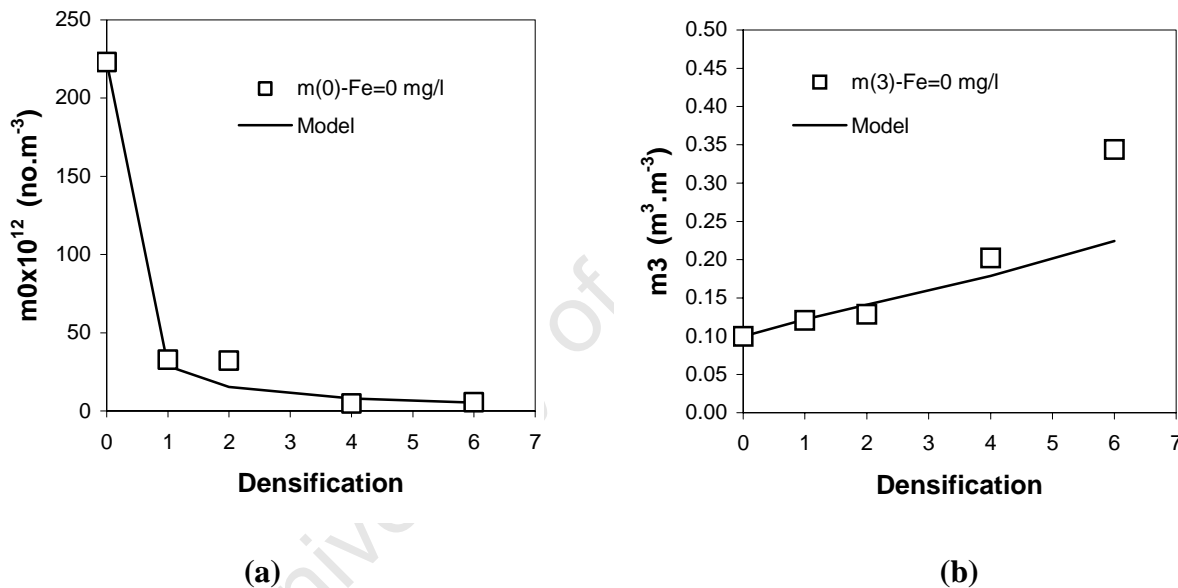 250
200
150
100
50
0
m0x10¹² (no.m⁻³)
m(0)-Fe=0 mg/l
Model
0 1 2 3 4 5 6 7
Densification
(a)
0.50
0.45
0.40
0.35
0.30
0.25
0.20
0.15
0.10
0.05
0.00
m3 (m³.m⁻³)
m(3)-Fe=0 mg/l
Model
0 1 2 3 4 5 6 7
Densification
(b)
of